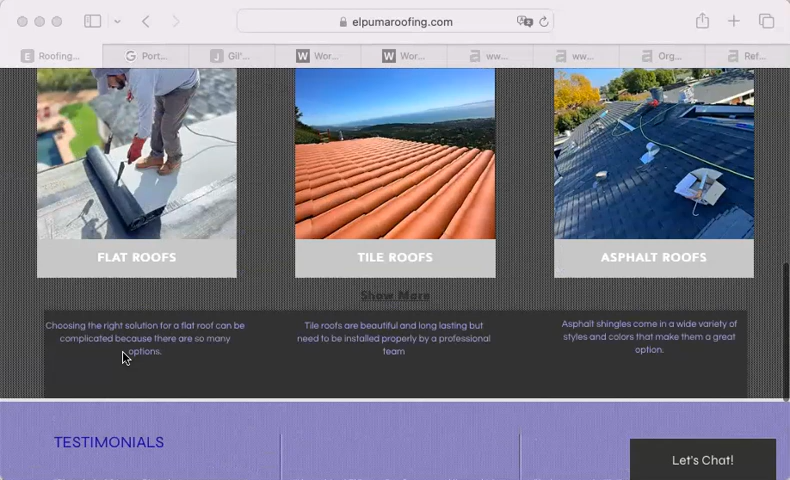 elpumaroofing.com
Roofing...
Port...
Gil'...
Wor...
Wor...
ww...
ww...
Org...
Ref...
FLAT ROOFS
TILE ROOFS
ASPHALT ROOFS
Show More
Choosing the right solution for a flat roof can be
complicated because there are so many
options.
Tile roofs are beautiful and long lasting but
need to be installed properly by a professional
team
Asphalt shingles come in a wide variety of
styles and colors that make them a great
option.
TESTIMONIALS
Let's Chat!